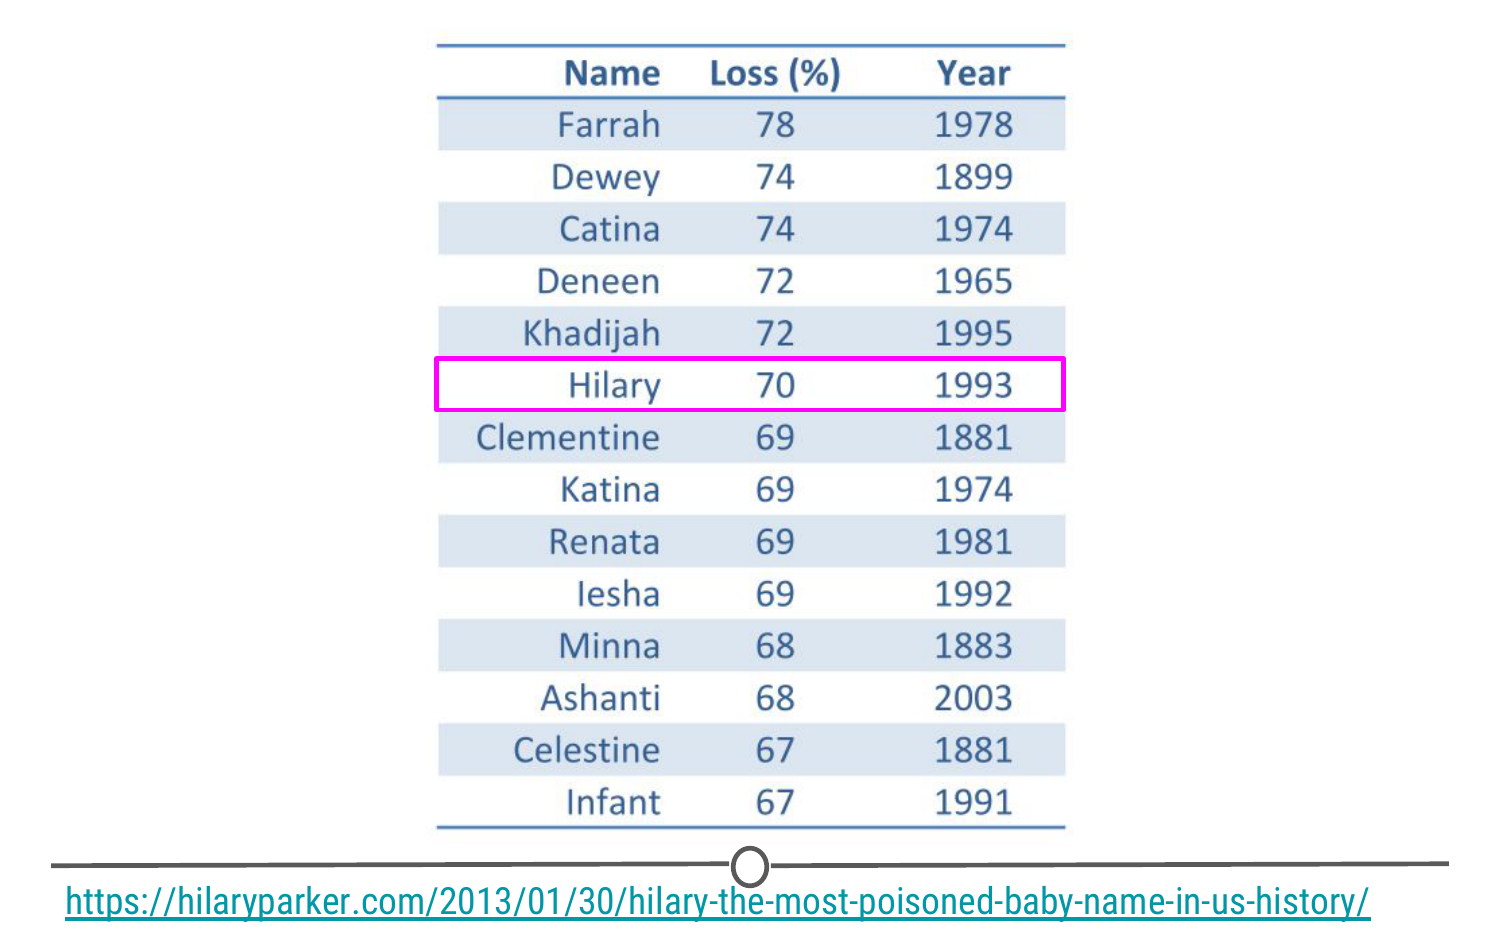 Name Loss (%) Year
Farrah 78 1978
Dewey 74 1899
Catina 74 1974
Deneen 72 1965
Khadijah 72 1995
Hilary 70 1993
Clementine 69 1881
Katina 69 1974
Renata 69 1981
Iesha 69 1992
Minna 68 1883
Ashanti 68 2003
Celestine 67 1881
Infant 67 1991
https://hilaryparker.com/2013/01/30/hilary-the-most-poisoned-baby-name-in-us-history/